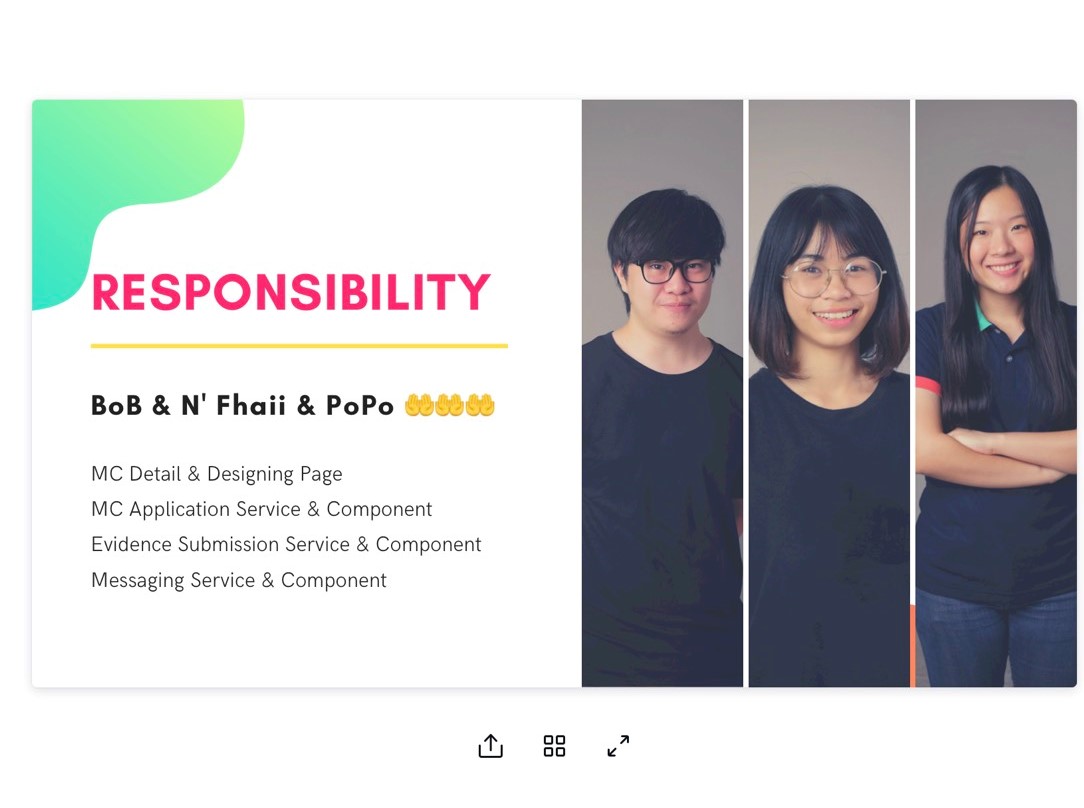 RESPONSIBILITY
BoB & N' Fhaii & PoPo 🤲🤲🤲
MC Detail & Designing Page
MC Application Service & Component
Evidence Submission Service & Component
Messaging Service & Component